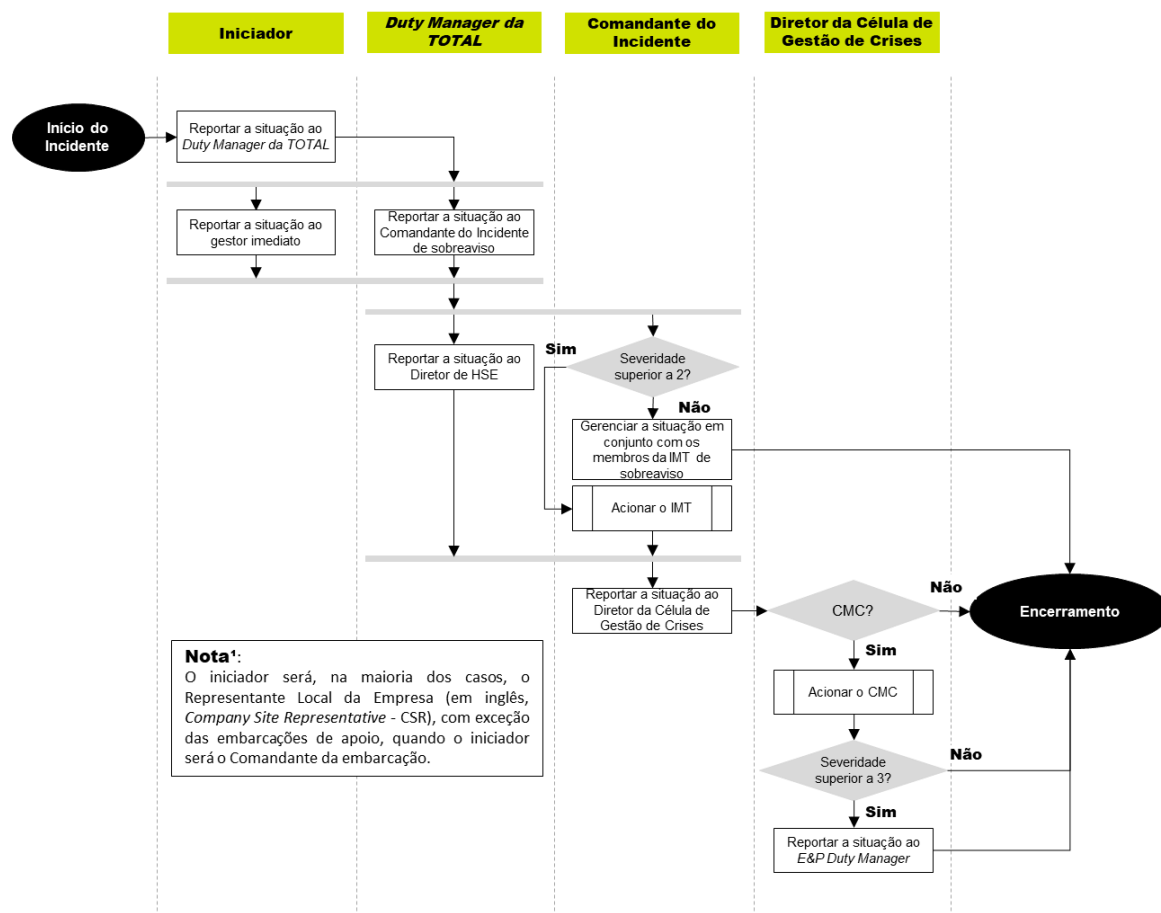 Iniciador
Duty Manager da
TOTAL
Comandante do
Incidente
Diretor da Célula de
Gestão de Crises
Início do
Incidente
Reportar a situação ao
Duty Manager da TOTAL
Reportar a situação ao
gestor imediato
Reportar a situação ao
Comandante do Incidente
de sobreaviso
Reportar a situação ao
Diretor de HSE
Sim
Severidade
superior a 2?
Não
Gerenciar a situação em
conjunto com os
membros da IMT de
sobreaviso
Acionar o IMT
Reportar a situação ao
Diretor da Célula de
Gestão de Crises
CMC?
Não
Encerramento
Sim
Acionar o CMC
Severidade
superior a 3?
Não
Sim
Reportar a situação ao
E&P Duty Manager
Nota¹:
O iniciador será, na maioria dos casos, o
Representante Local da Empresa (em inglês,
Company Site Representative - CSR), com exceção
das embarcações de apoio, quando o iniciador
será o Comandante da embarcação.